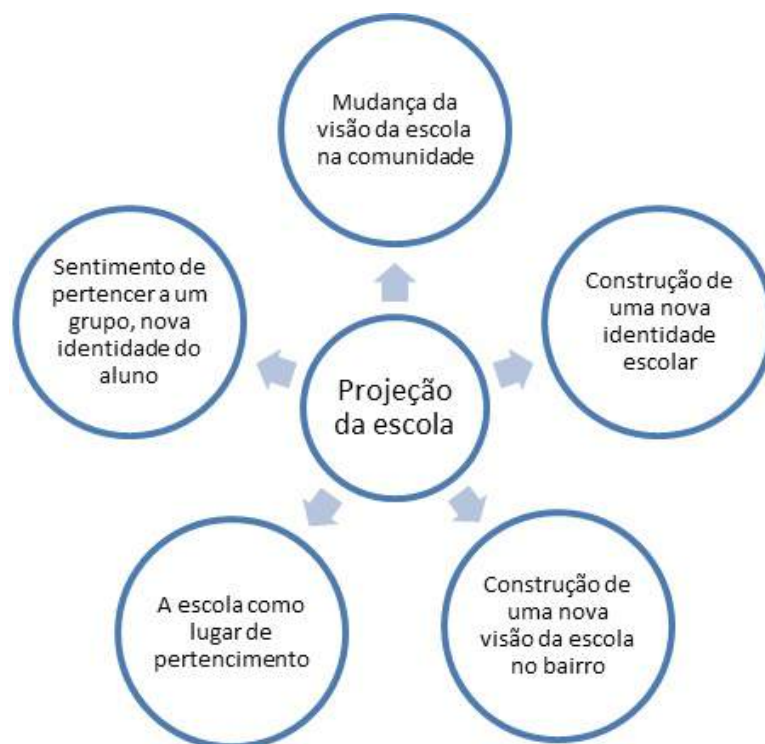 Mudança da
visão da escola
na comunidade
Construção de
uma nova
identidade
escolar
Construção de
uma nova
visão da escola
no bairro
A escola como
lugar de
pertencimento
Sentimento de
pertencer a um
grupo, nova
identidade do
aluno
Projeção
da escola